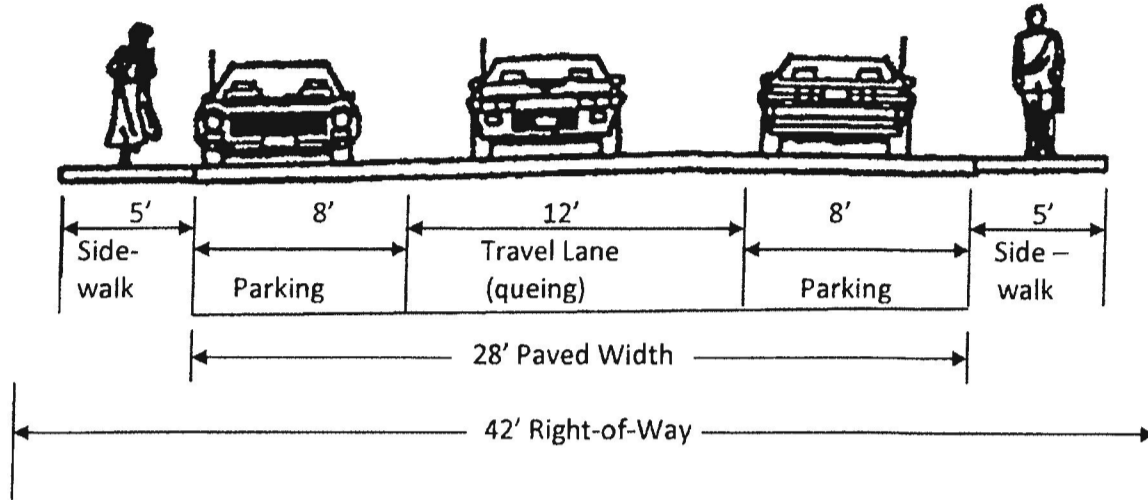 5’ 8’ 12’ 8’ 5’
Side- Travel Lane Side –
walk Parking (queing) Parking walk
28’ Paved Width
42’ Right-of-Way